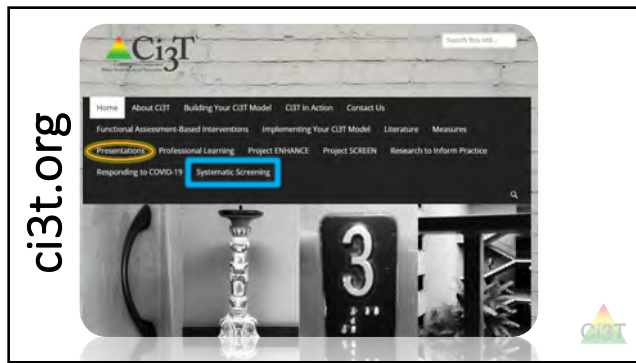 ci3t.org
Ci3T
Search this site...
Home About Ci3T Building Your Ci3T Model Ci3T In Action Contact Us
Functional Assessment-Based Interventions Implementing Your Ci3T Model Literature Measures
Presentations Professional Learning Project ENHANCE Project SCREEN Research to Inform Practice
Responding to COVID-19 Systematic Screening
3
Ci3T